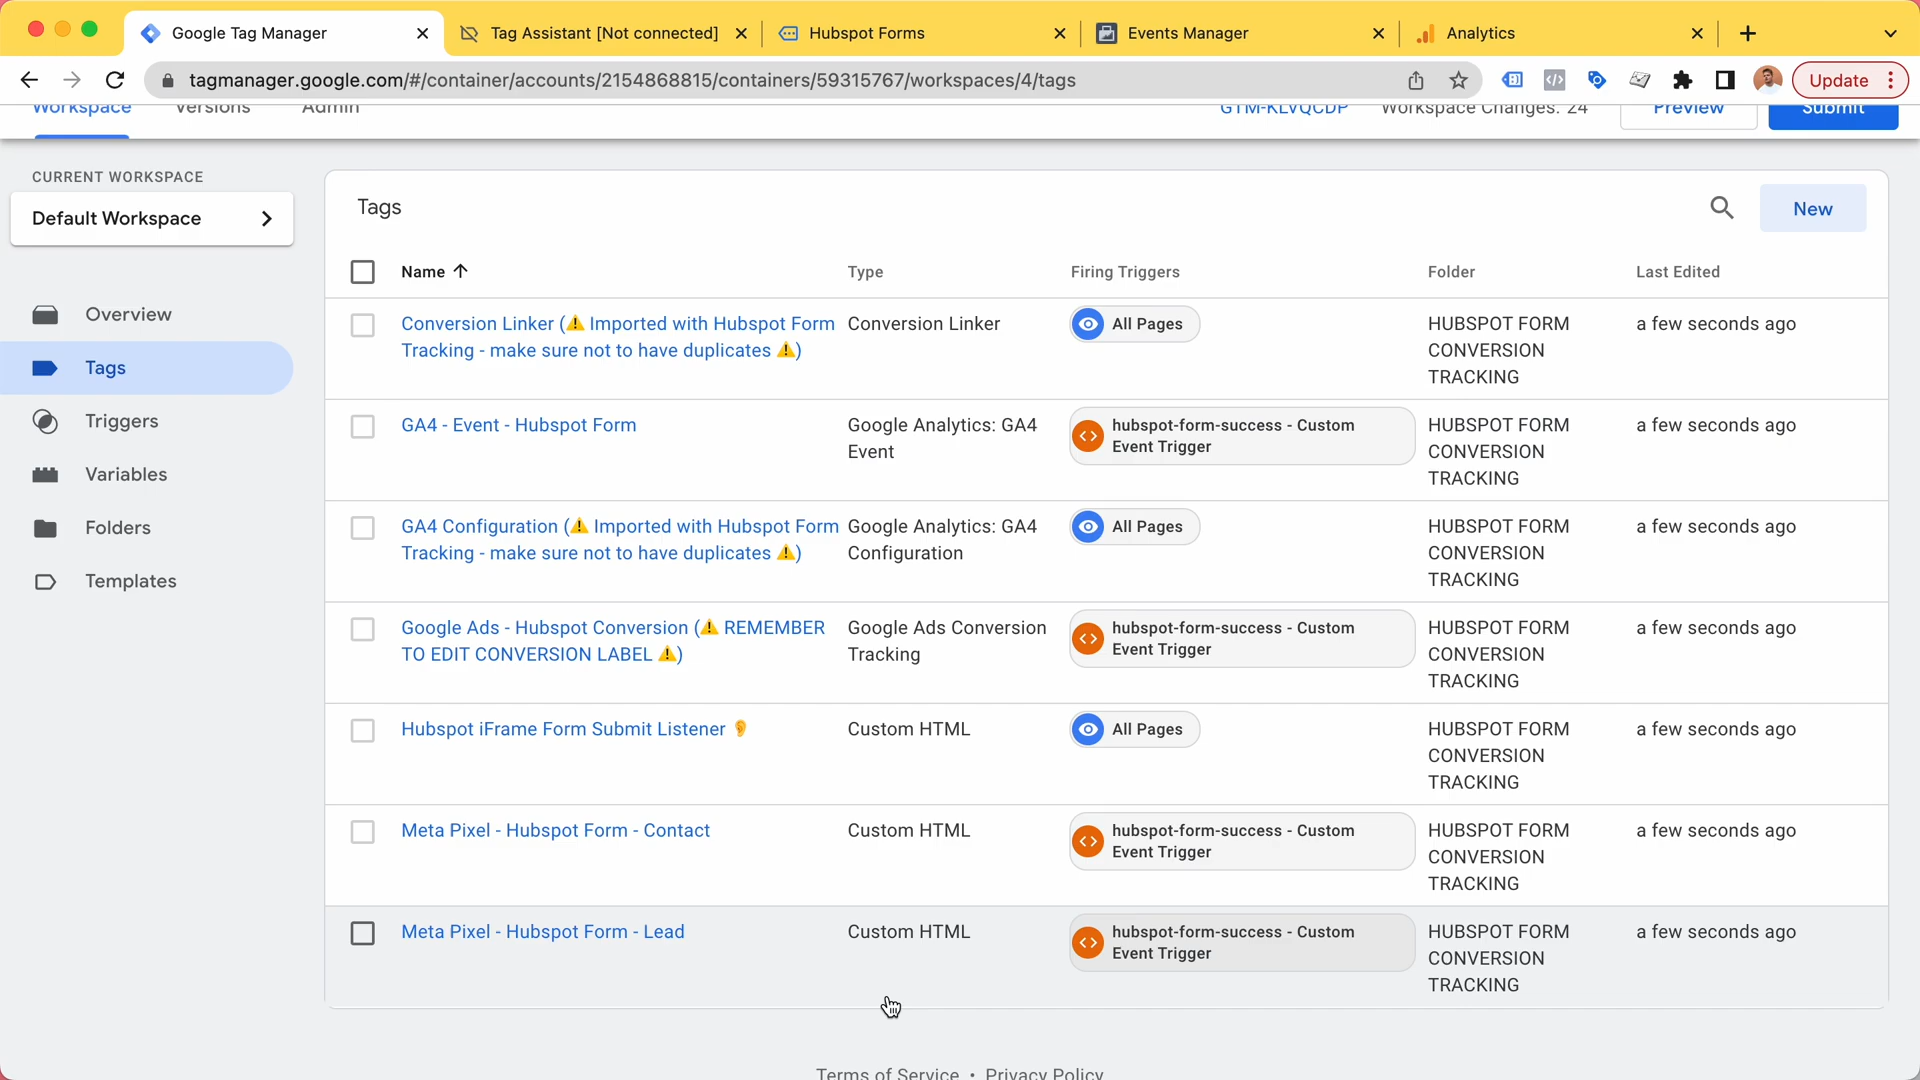 Google Tag Manager
Tag Assistant [Not connected]
Hubspot Forms
Events Manager
Analytics
tagmanager.google.com/#/container/accounts/2154868815/containers/59315767/workspaces/4/tags
Update
Workspace
Versions
Admin
GTM-KLVQCDP
Workspace Changes: 24
Preview
Submit
CURRENT WORKSPACE
Default Workspace
Overview
Tags
Triggers
Variables
Folders
Templates
Tags
New
Name
Type
Firing Triggers
Folder
Last Edited
Conversion Linker (⚠️ Imported with Hubspot Form
Tracking - make sure not to have duplicates ⚠️)
Conversion Linker
All Pages
HUBSPOT FORM
CONVERSION
TRACKING
a few seconds ago
GA4 - Event - Hubspot Form
Google Analytics: GA4
Event
hubspot-form-success - Custom
Event Trigger
HUBSPOT FORM
CONVERSION
TRACKING
a few seconds ago
GA4 Configuration (⚠️ Imported with Hubspot Form
Tracking - make sure not to have duplicates ⚠️)
Google Analytics: GA4
Configuration
All Pages
HUBSPOT FORM
CONVERSION
TRACKING
a few seconds ago
Google Ads - Hubspot Conversion (⚠️ REMEMBER
TO EDIT CONVERSION LABEL ⚠️)
Google Ads Conversion
Tracking
hubspot-form-success - Custom
Event Trigger
HUBSPOT FORM
CONVERSION
TRACKING
a few seconds ago
Hubspot iFrame Form Submit Listener 👂
Custom HTML
All Pages
HUBSPOT FORM
CONVERSION
TRACKING
a few seconds ago
Meta Pixel - Hubspot Form - Contact
Custom HTML
hubspot-form-success - Custom
Event Trigger
HUBSPOT FORM
CONVERSION
TRACKING
a few seconds ago
Meta Pixel - Hubspot Form - Lead
Custom HTML
hubspot-form-success - Custom
Event Trigger
HUBSPOT FORM
CONVERSION
TRACKING
a few seconds ago
Terms of Service • Privacy Policy